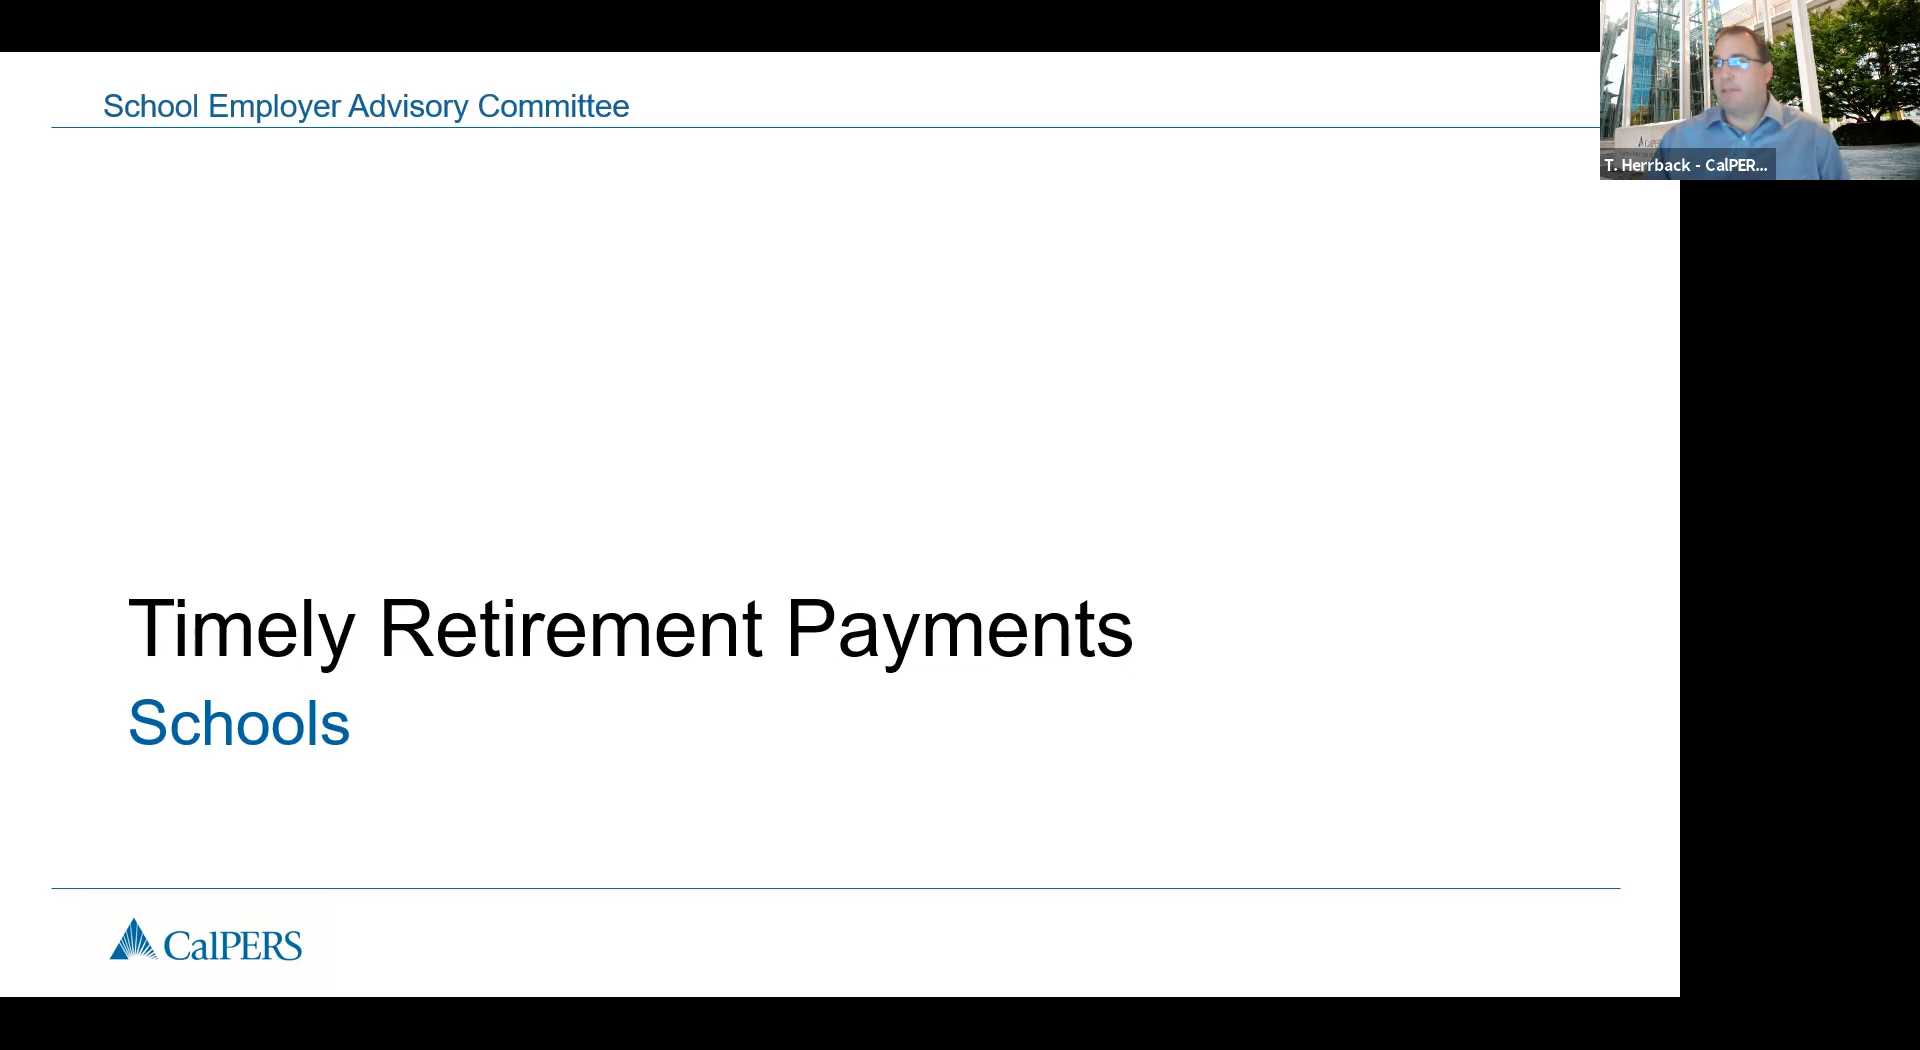 School Employer Advisory Committee
T. Herrback - CalPER...
Timely Retirement Payments
Schools
CalPERS